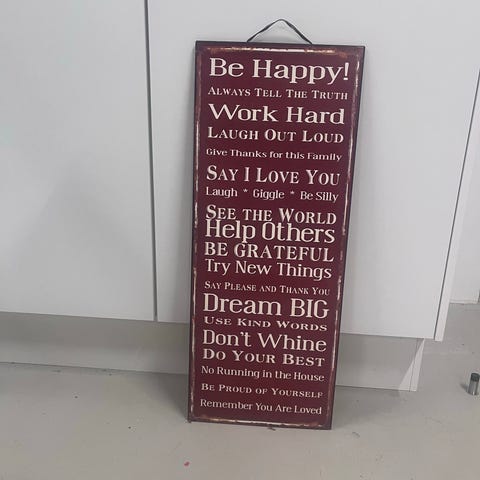 Be Happy!
Always Tell The Truth
Work Hard
Laugh Out Loud
Give Thanks for this Family
Say I Love You
Laugh * Giggle * Be Silly
See the World
Help Others
BE GRATEFUL
Try New Things
Say Please and Thank You
Dream BIG
Use Kind Words
Don't Whine
Do Your Best
No Running in the House
Be Proud of Yourself
Remember You Are Loved